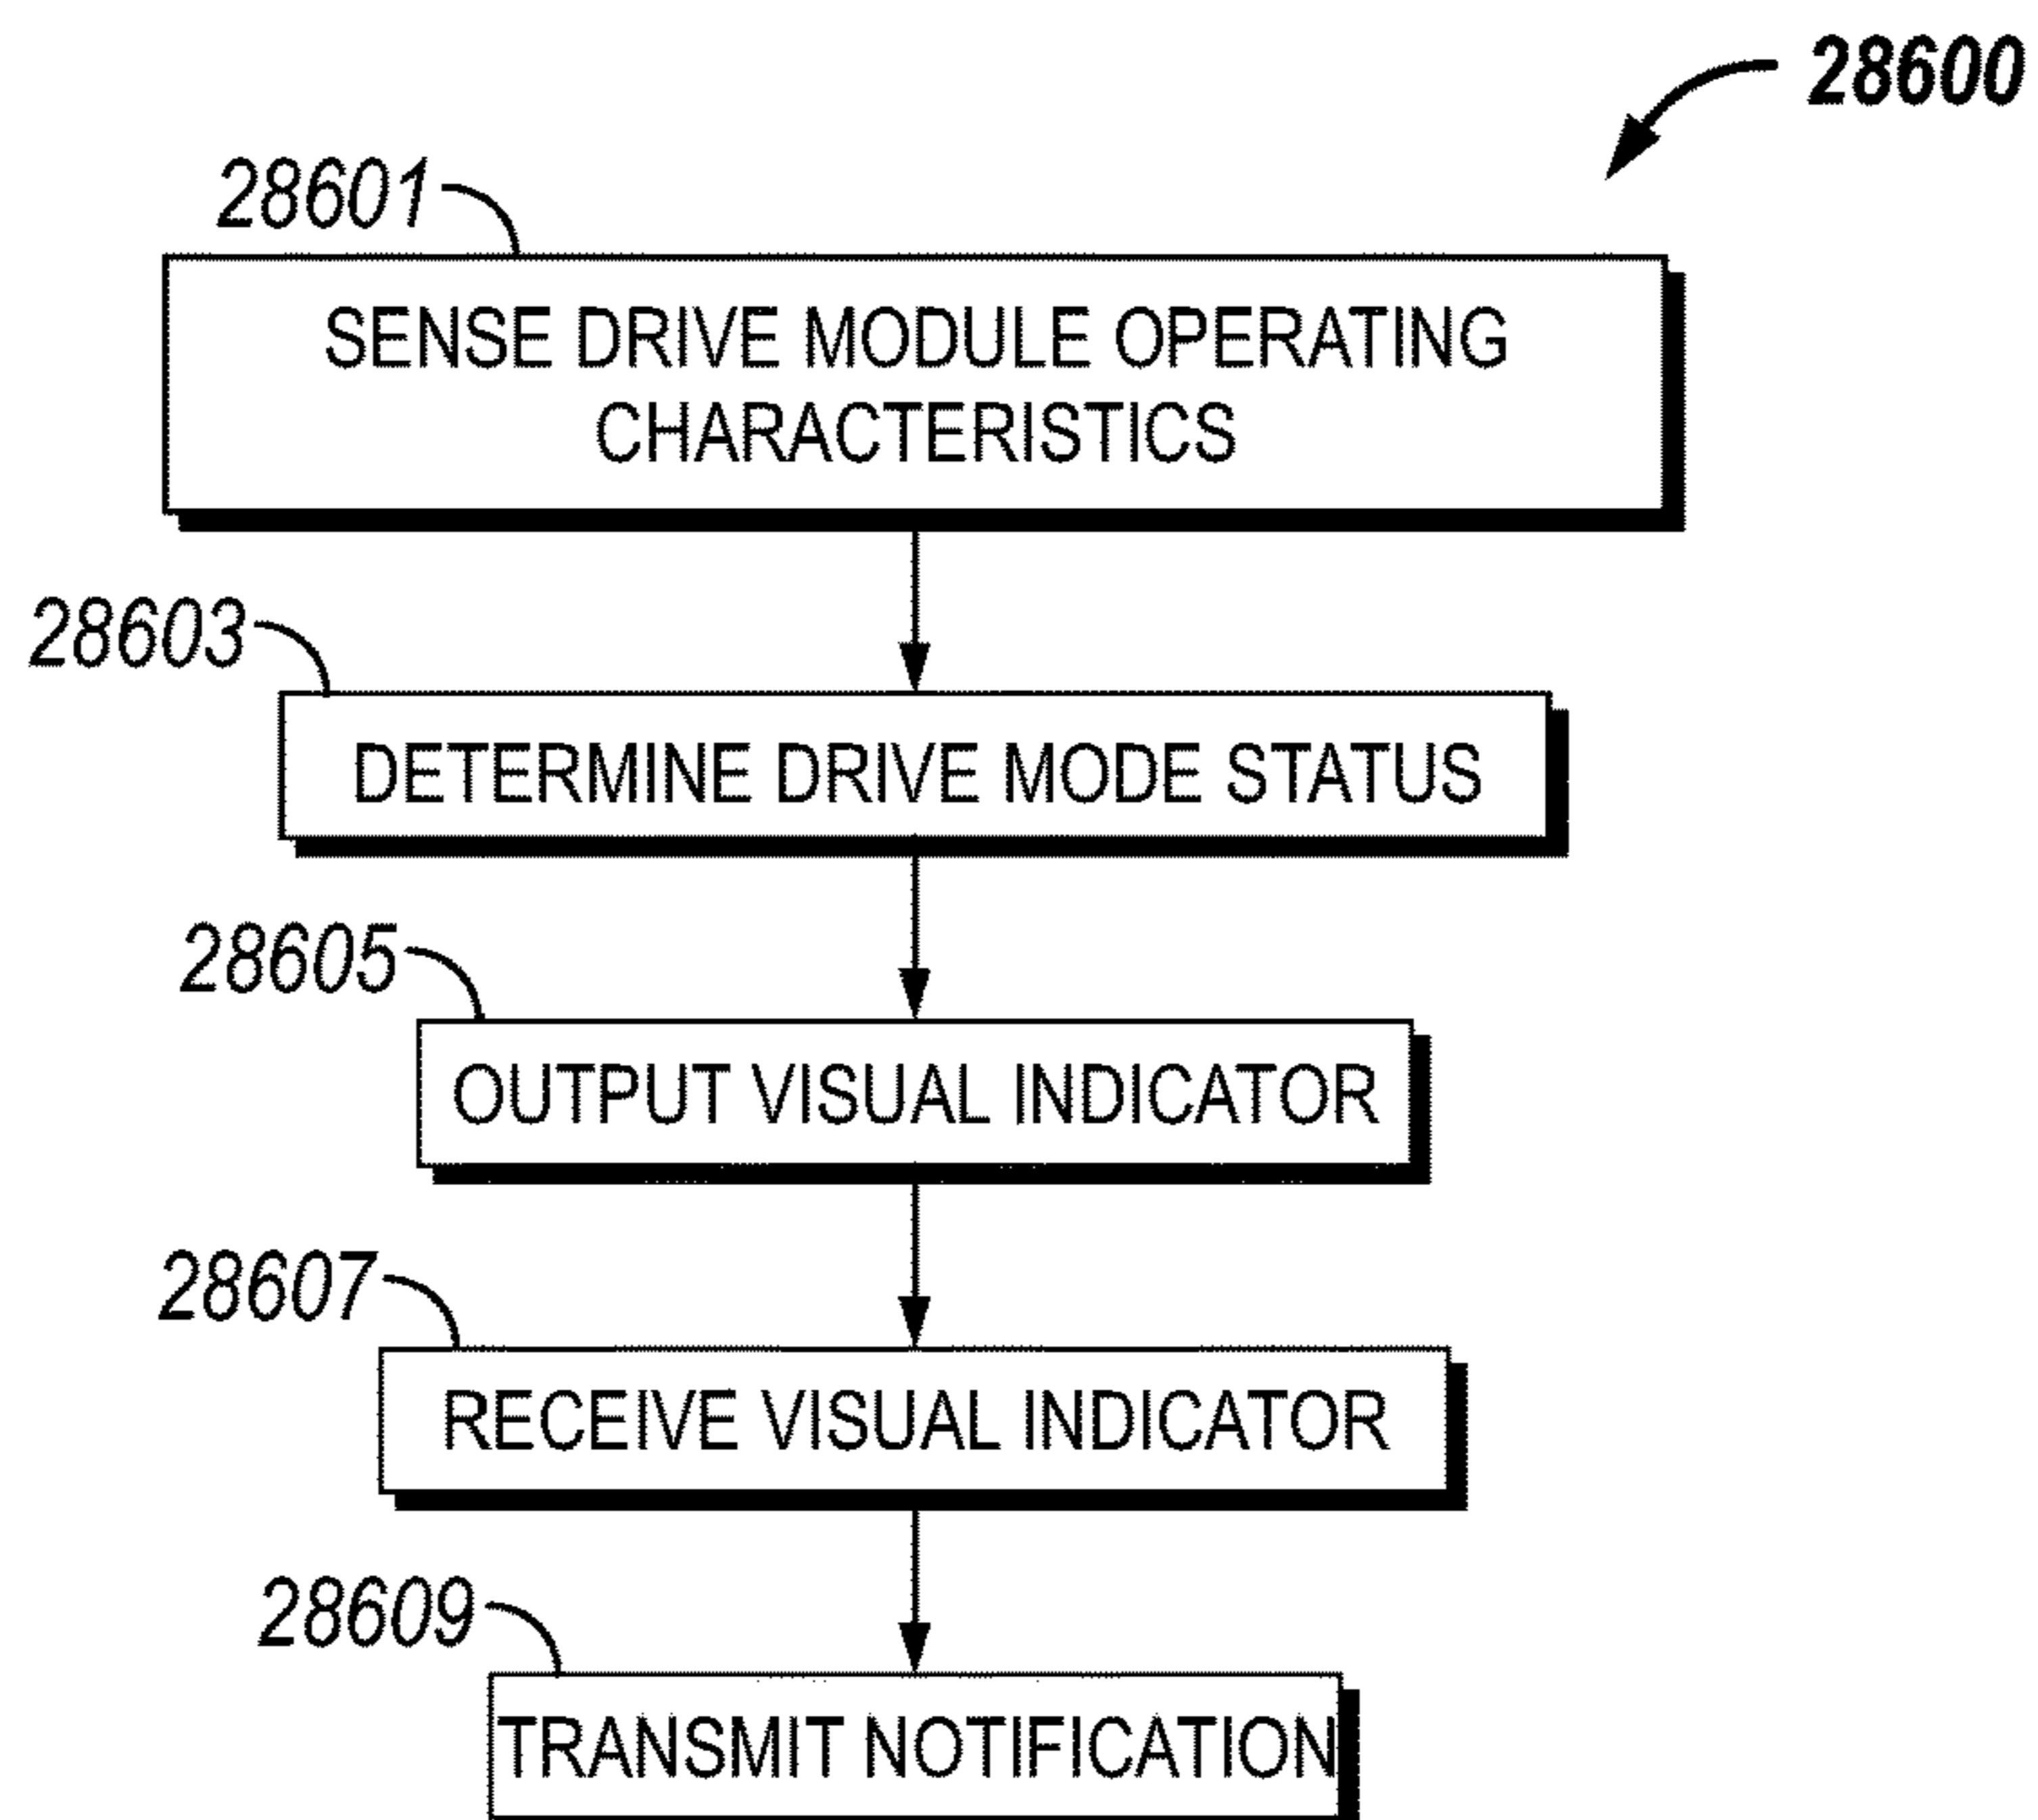 28600
28601
SENSE DRIVE MODULE OPERATING
CHARACTERISTICS
28603
DETERMINE DRIVE MODE STATUS
28605
OUTPUT VISUAL INDICATOR
28607
RECEIVE VISUAL INDICATOR
28609
TRANSMIT NOTIFICATION